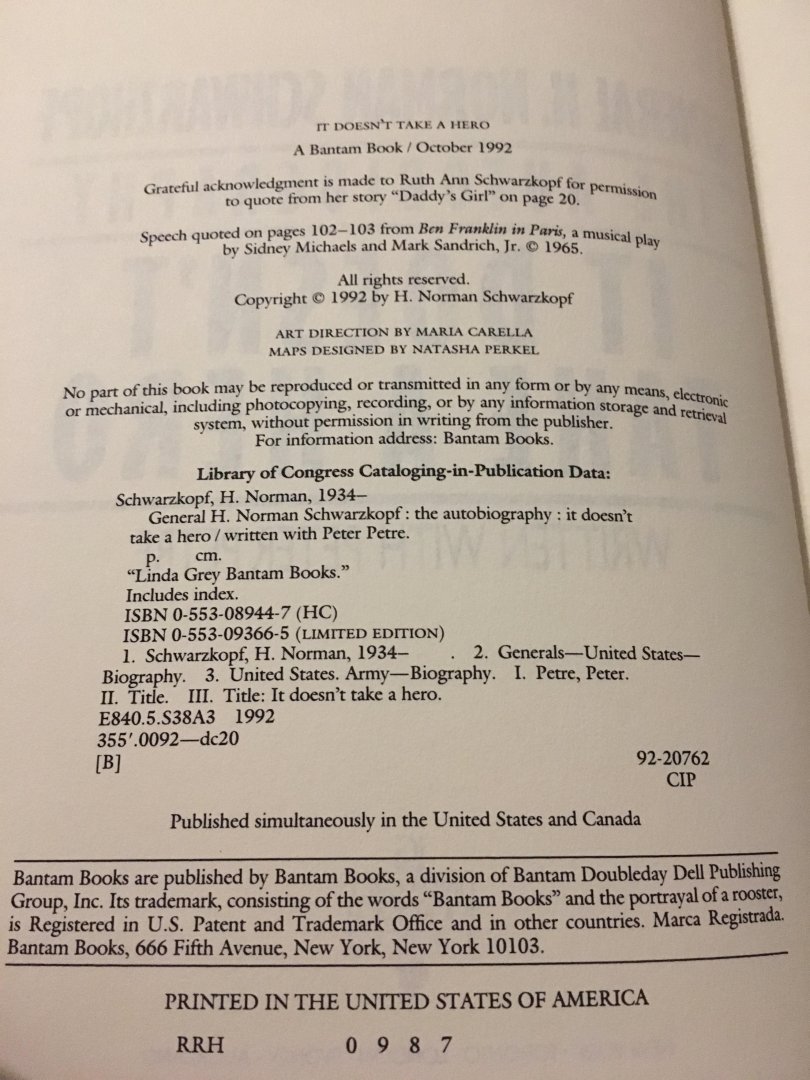 IT DOESN'T TAKE A HERO
A Bantam Book / October 1992
Grateful acknowledgment is made to Ruth Ann Schwarzkopf for permission
to quote from her story “Daddy's Girl” on page 20.
Speech quoted on pages 102–103 from Ben Franklin in Paris, a musical play
by Sidney Michaels and Mark Sandrich, Jr. © 1965.
All rights reserved.
Copyright © 1992 by H. Norman Schwarzkopf
ART DIRECTION BY MARIA CARELLA
MAPS DESIGNED BY NATASHA PERKEL
No part of this book may be reproduced or transmitted in any form or by any means, electronic
or mechanical, including photocopying, recording, or by any information storage and retrieval
system, without permission in writing from the publisher.
For information address: Bantam Books.
Library of Congress Cataloging-in-Publication Data:
Schwarzkopf, H. Norman, 1934–
General H. Norman Schwarzkopf : the autobiography : it doesn't
take a hero / written with Peter Petre.
p. cm.
“Linda Grey Bantam Books.”
Includes index.
ISBN 0-553-08944-7 (HC)
ISBN 0-553-09366-5 (LIMITED EDITION)
1. Schwarzkopf, H. Norman, 1934– . 2. Generals—United States—
Biography. 3. United States. Army—Biography. I. Petre, Peter.
II. Title. III. Title: It doesn't take a hero.
E840.5.S38A3 1992
355′.0092—dc20
[B] 92-20762
CIP
Published simultaneously in the United States and Canada
Bantam Books are published by Bantam Books, a division of Bantam Doubleday Dell Publishing
Group, Inc. Its trademark, consisting of the words “Bantam Books” and the portrayal of a rooster,
is Registered in U.S. Patent and Trademark Office and in other countries. Marca Registrada.
Bantam Books, 666 Fifth Avenue, New York, New York 10103.
PRINTED IN THE UNITED STATES OF AMERICA
RRH 0 9 8 7